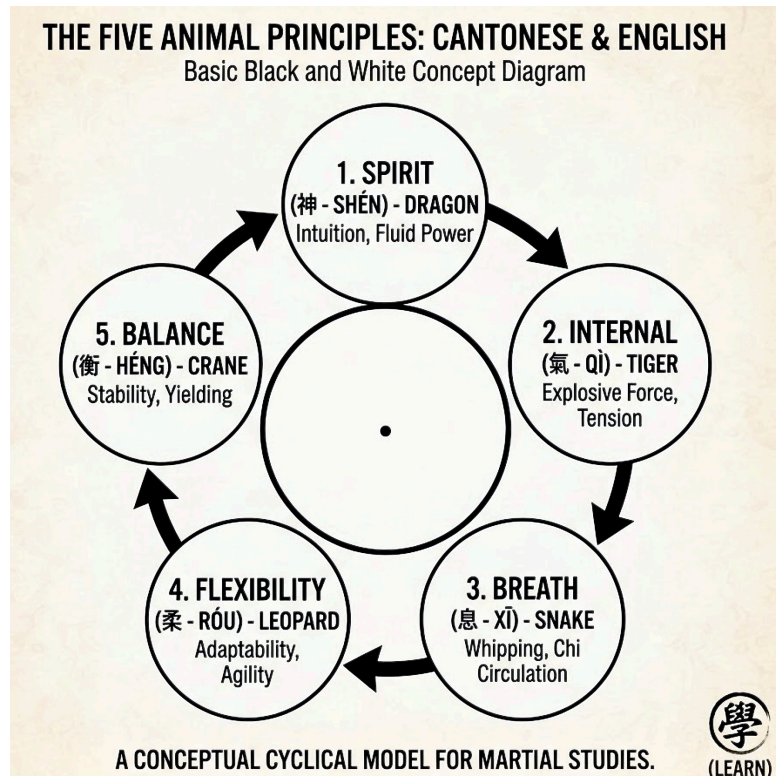 THE FIVE ANIMAL PRINCIPLES: CANTONESE & ENGLISH
Basic Black and White Concept Diagram
1. SPIRIT
(神 - SHÉN) - DRAGON
Intuition, Fluid Power
2. INTERNAL
(氣 - QÌ) - TIGER
Explosive Force,
Tension
3. BREATH
(息 - XĪ) - SNAKE
Whipping, Chi
Circulation
4. FLEXIBILITY
(柔 - RÓU) - LEOPARD
Adaptability,
Agility
5. BALANCE
(衡 - HÉNG) - CRANE
Stability, Yielding
A CONCEPTUAL CYCLICAL MODEL FOR MARTIAL STUDIES.
學
(LEARN)